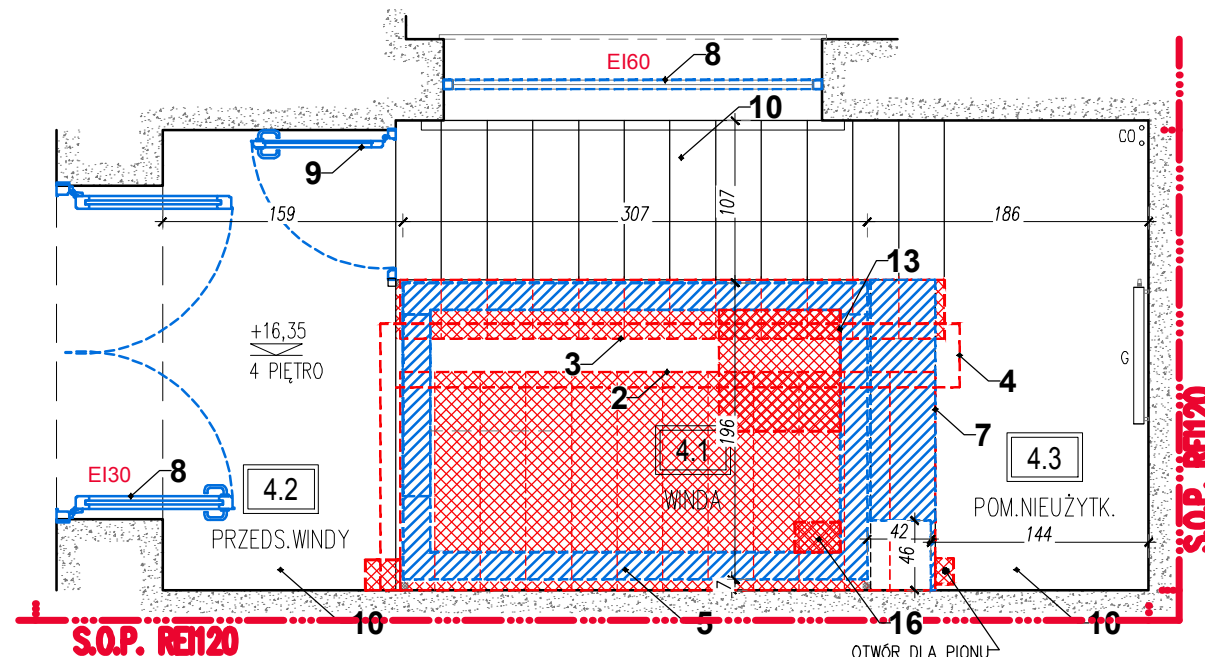 EI60
8
10
CO
9
159
307
107
186
13
+16,35
4 PIĘTRO
3
2
4
G
196
4.1
WINDA
7
4.3
POM.NIEUŻYTK.
EI30
8
4.2
PRZEDS.WINDY
42
46
144
7
S.O.P. REI120
10
5
16
10
S.O.P. REI120
OTWÓR DLA PIONU